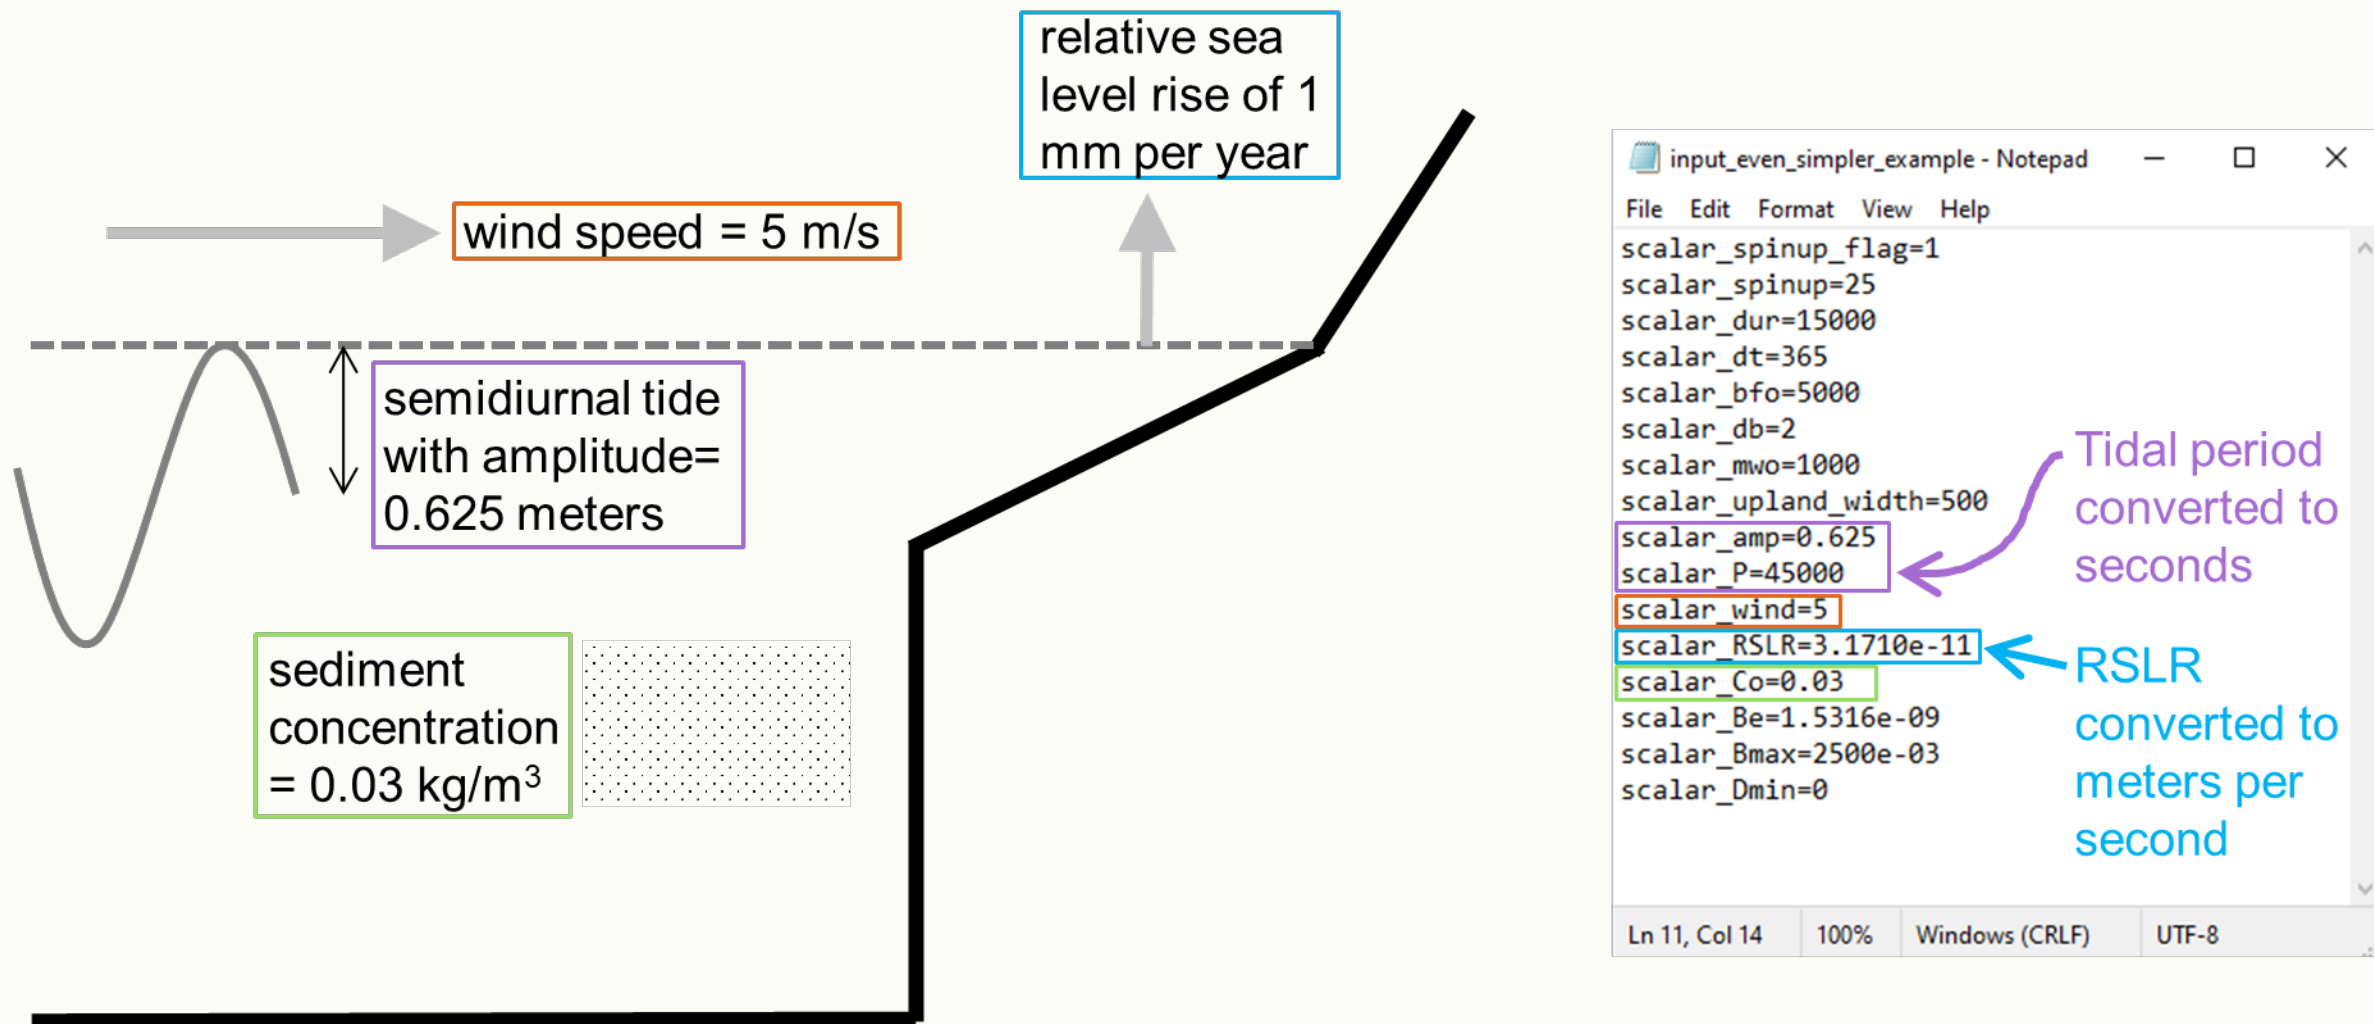 relative sea
level rise of 1
mm per year
wind speed = 5 m/s
semidiurnal tide
with amplitude=
0.625 meters
sediment
concentration
= 0.03 kg/m³
input_even_simpler_example - Notepad
File Edit Format View Help
scalar_spinup_flag=1
scalar_spinup=25
scalar_dur=15000
scalar_dt=365
scalar_bfo=5000
scalar_db=2
scalar_mwo=1000
scalar_upland_width=500
scalar_amp=0.625
scalar_P=45000
scalar_wind=5
scalar_RSLR=3.1710e-11
scalar_Co=0.03
scalar_Be=1.5316e-09
scalar_Bmax=2500e-03
scalar_Dmin=0
Tidal period
converted to
seconds
RSLR
converted to
meters per
second
Ln 11, Col 14 100% Windows (CRLF) UTF-8